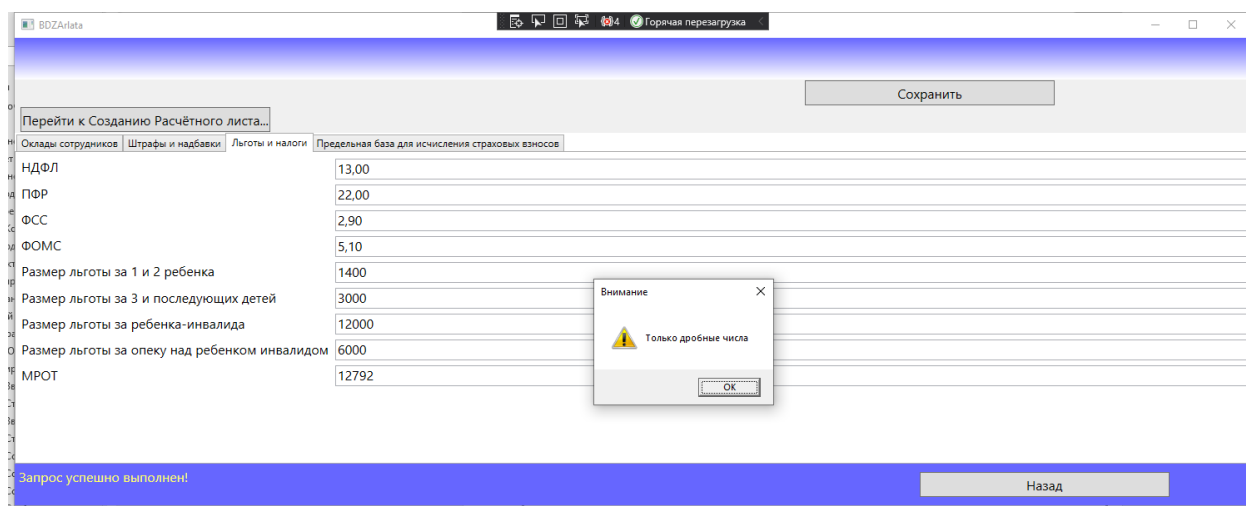 BDZArlata
4 Горячая перезагрузка
Сохранить
Перейти к Созданию Расчётного листа...
Оклады сотрудников Штрафы и надбавки Льготы и налоги Предельная база для исчисления страховых взносов
НДФЛ 13,00
ПФР 22,00
ФСС 2,90
ФОМС 5,10
Размер льготы за 1 и 2 ребенка 1400
Размер льготы за 3 и последующих детей 3000
Размер льготы за ребенка-инвалида 12000
Размер льготы за опеку над ребенком инвалидом 6000
МРОТ 12792
Внимание
Только дробные числа
ОК
Запрос успешно выполнен!
Назад